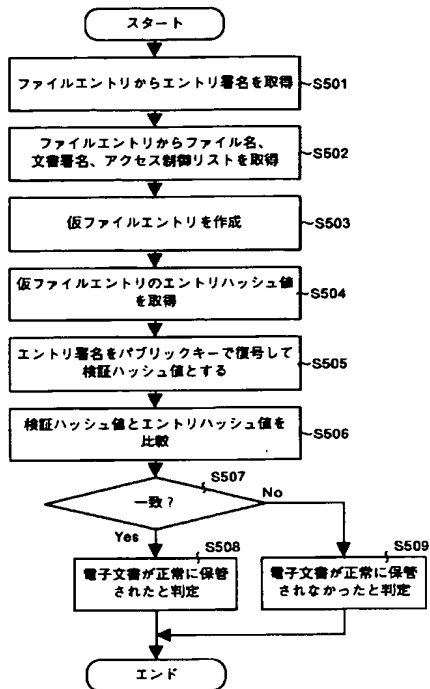 スタート
ファイルエントリからエントリ署名を取得
S501
ファイルエントリからファイル名、
文書署名、アクセス制御リストを取得
S502
仮ファイルエントリを作成
S503
仮ファイルエントリのエントリハッシュ値
を取得
S504
エントリ署名をパブリックキーで復号して
検証ハッシュ値とする
S505
検証ハッシュ値とエントリハッシュ値を
比較
S506
S507
一致？
No
Yes
S508
電子文書が正常に保管
されたと判定
S509
電子文書が正常に保管
されなかったと判定
エンド